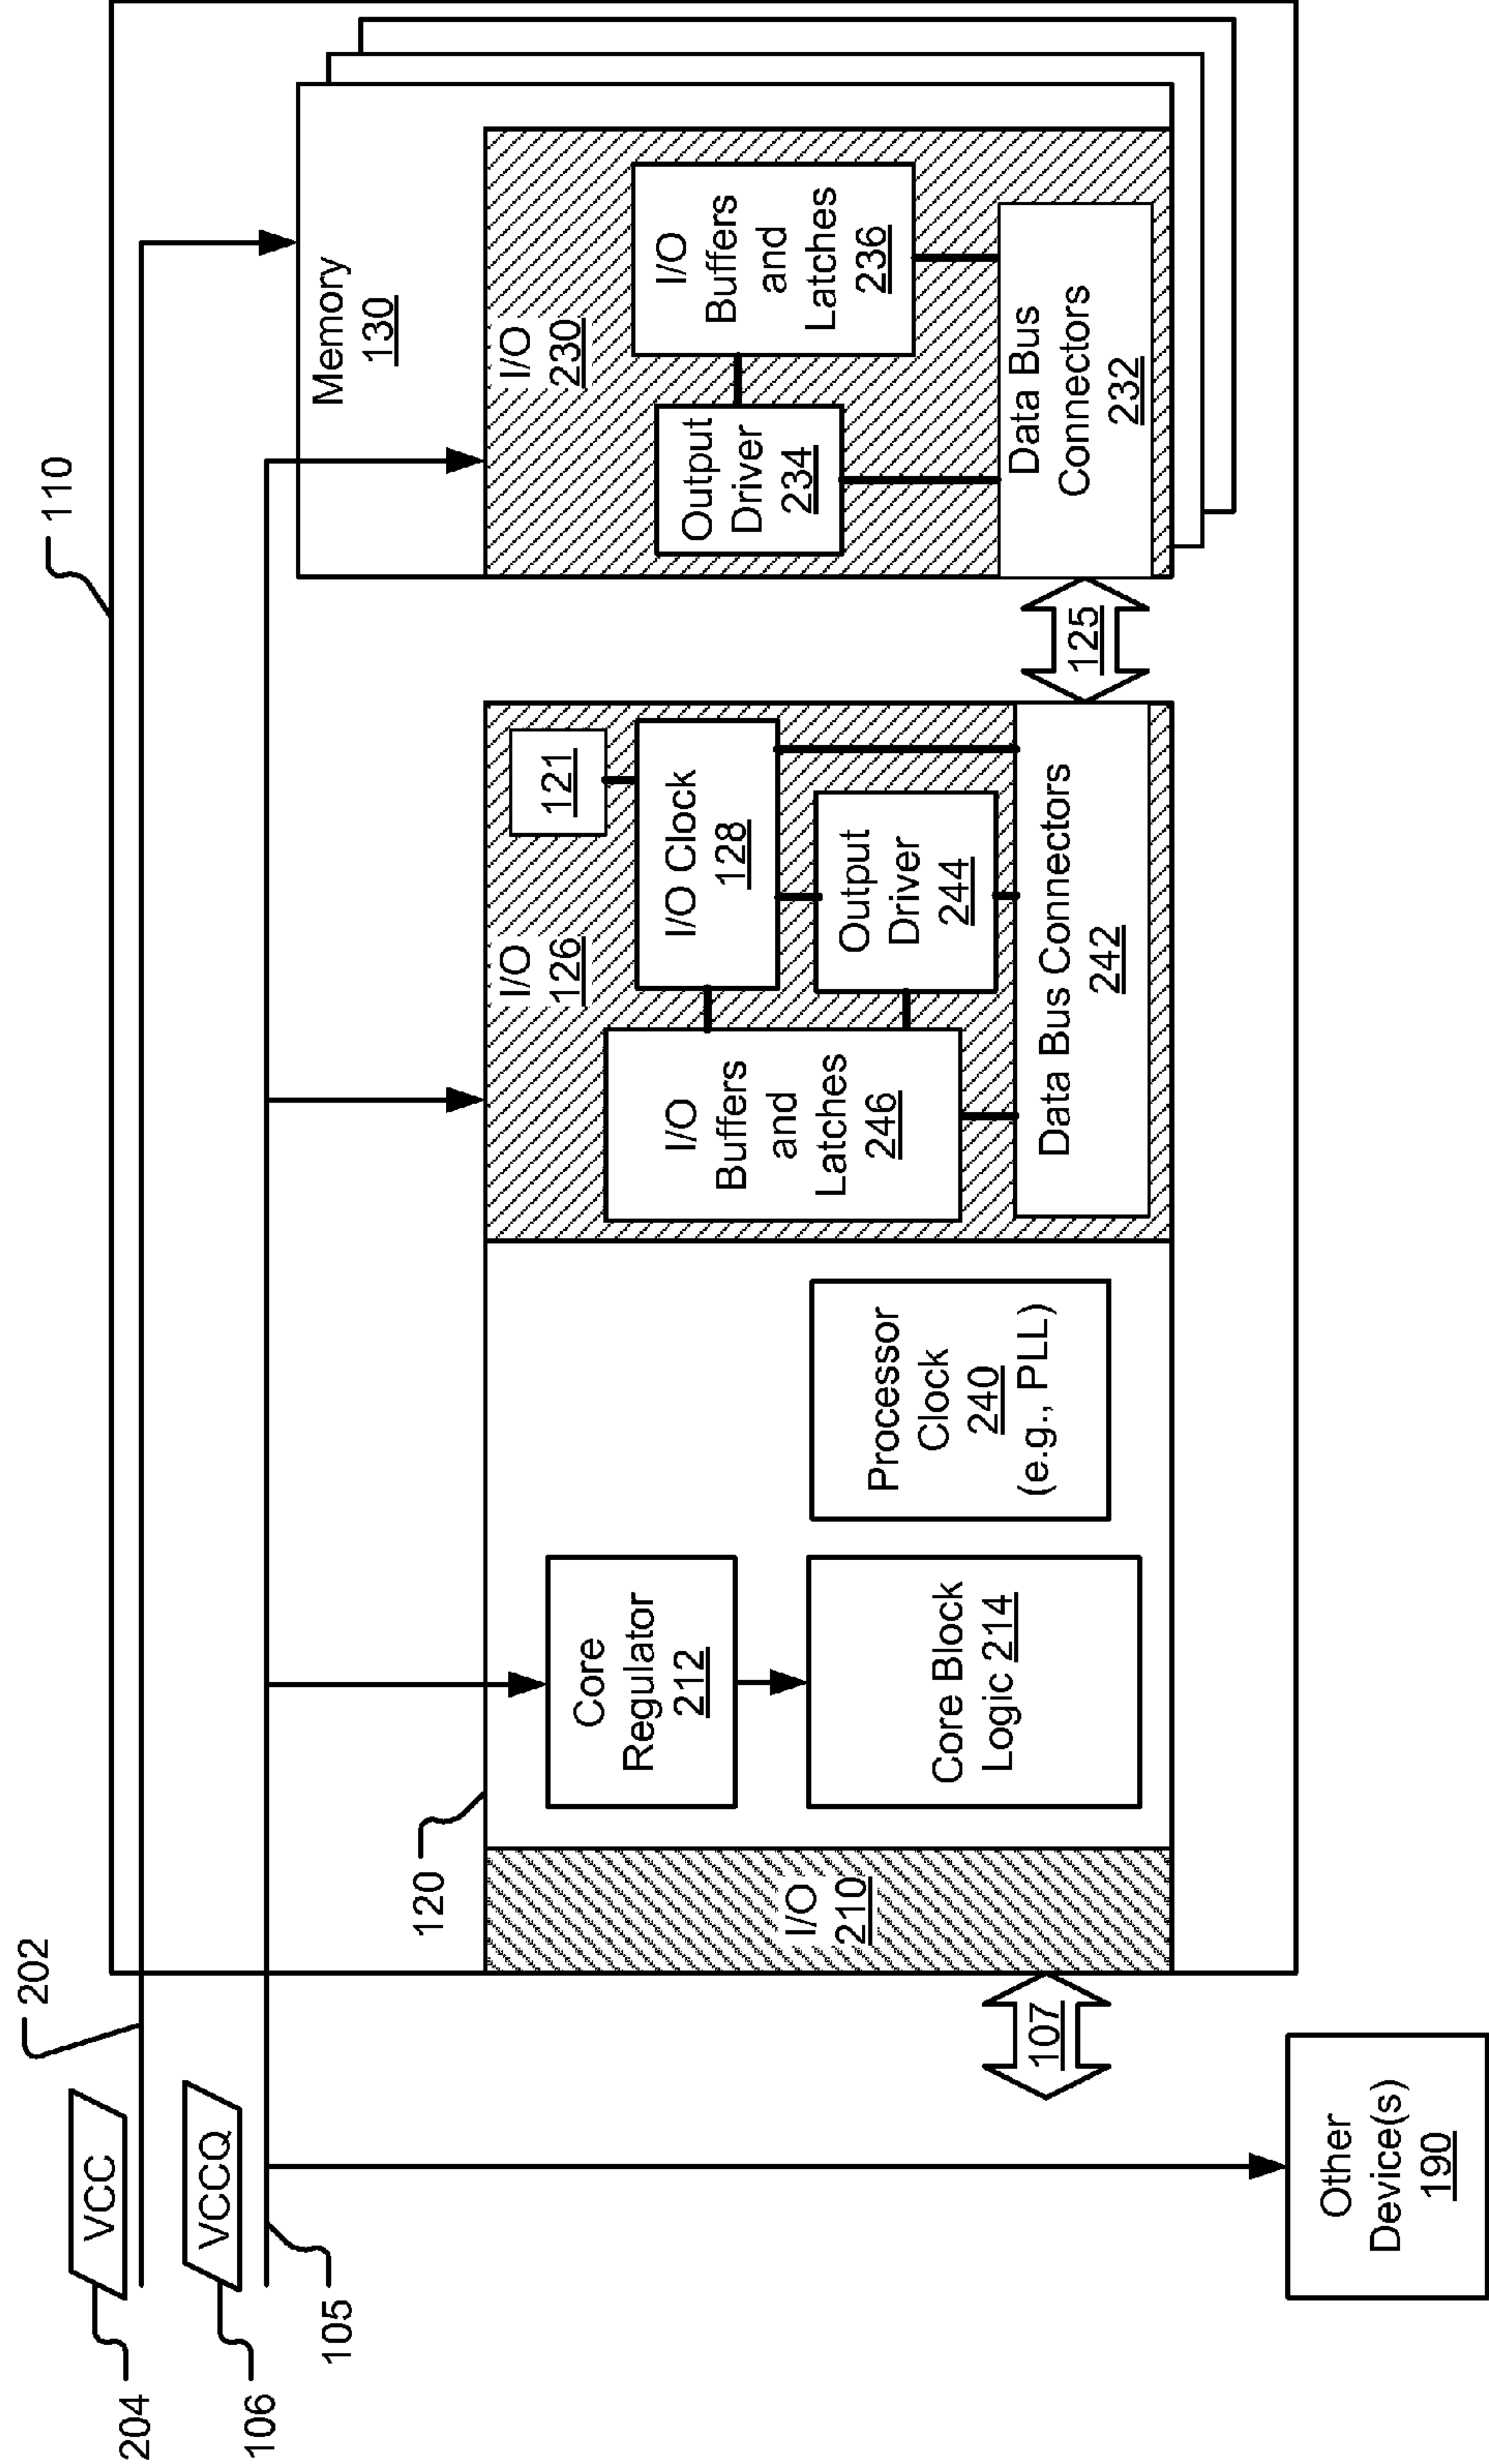 110
202
204
VCC
106
VCCQ
105
120
Memory
130
I/O
230
I/O
Buffers
and
Latches
236
Output
Driver
234
Data Bus
Connectors
232
125
I/O
126
121
I/O Clock
128
Output
Driver
244
I/O
Buffers
and
Latches
246
Data Bus Connectors
242
Core
Regulator
212
Core Block
Logic 214
Processor
Clock
240
(e.g., PLL)
I/O
210
107
Other
Device(s)
190